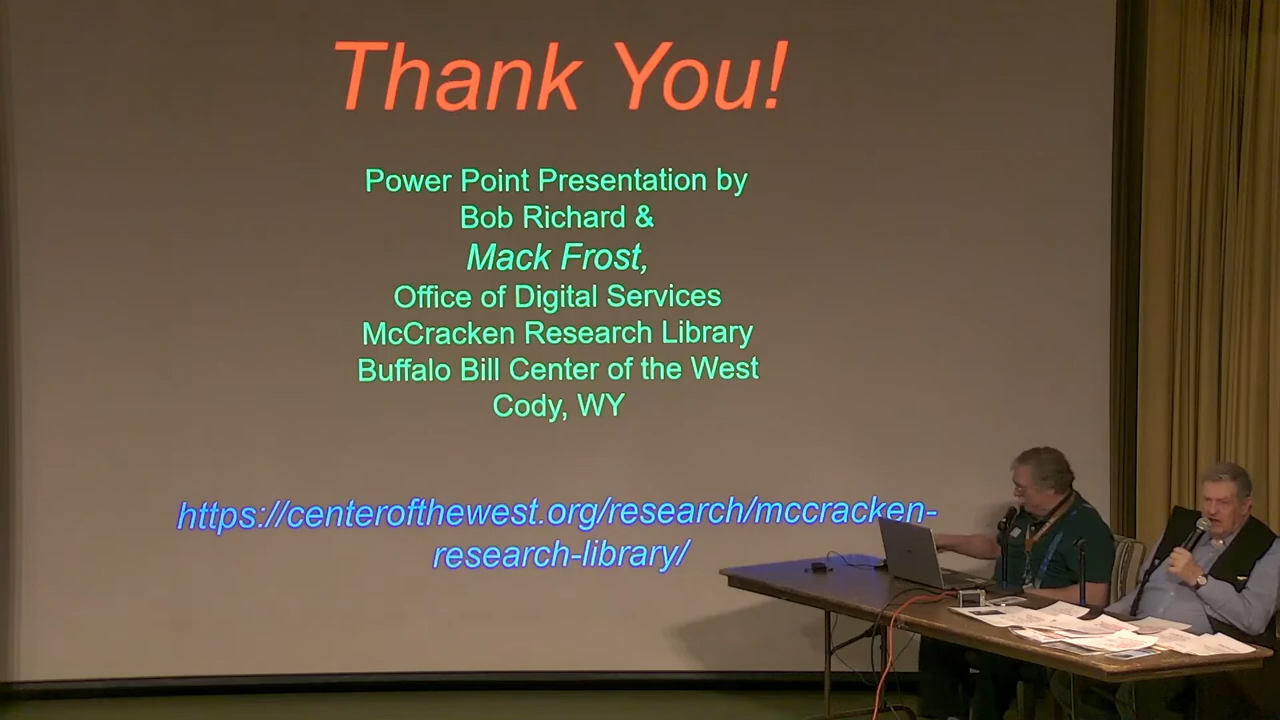 Thank You!
Power Point Presentation by
Bob Richard &
Mack Frost,
Office of Digital Services
McCracken Research Library
Buffalo Bill Center of the West
Cody, WY
https://centerofthewest.org/research/mccracken-
research-library/